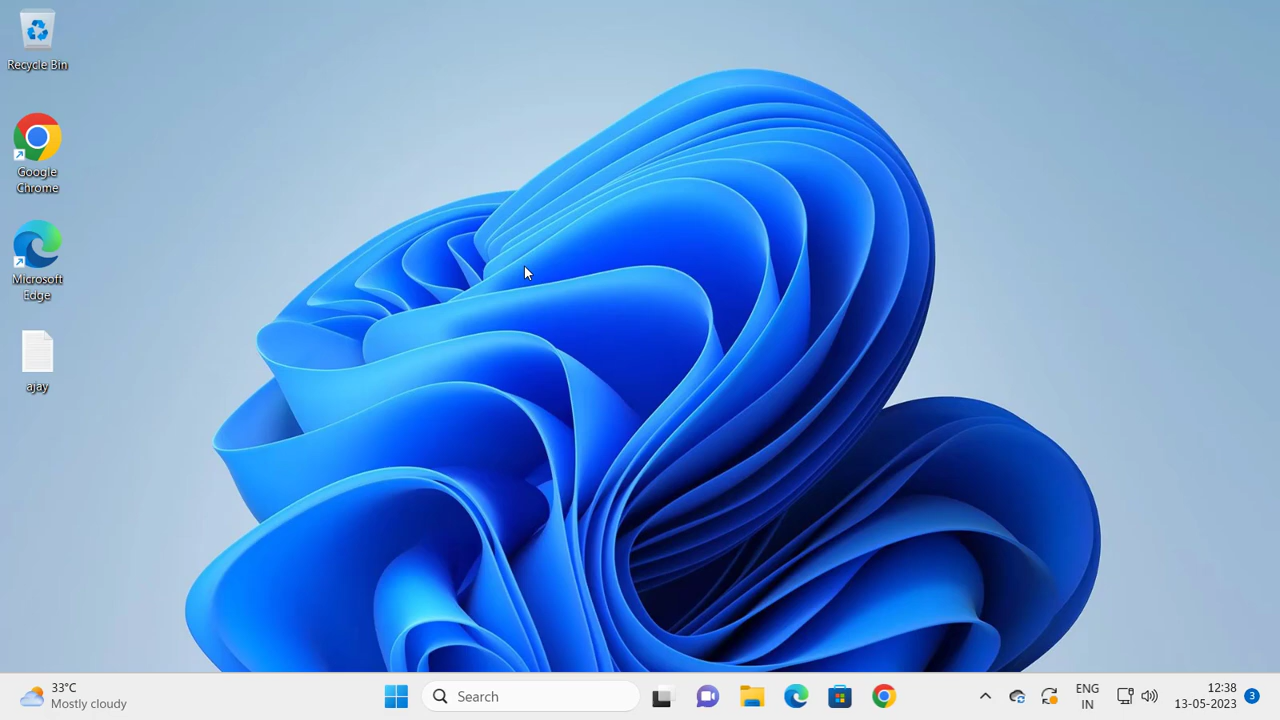 Recycle Bin
Google
Chrome
Microsoft
Edge
ajay
33°C
Mostly cloudy
Search
ENG
IN
12:38
13-05-2023
3